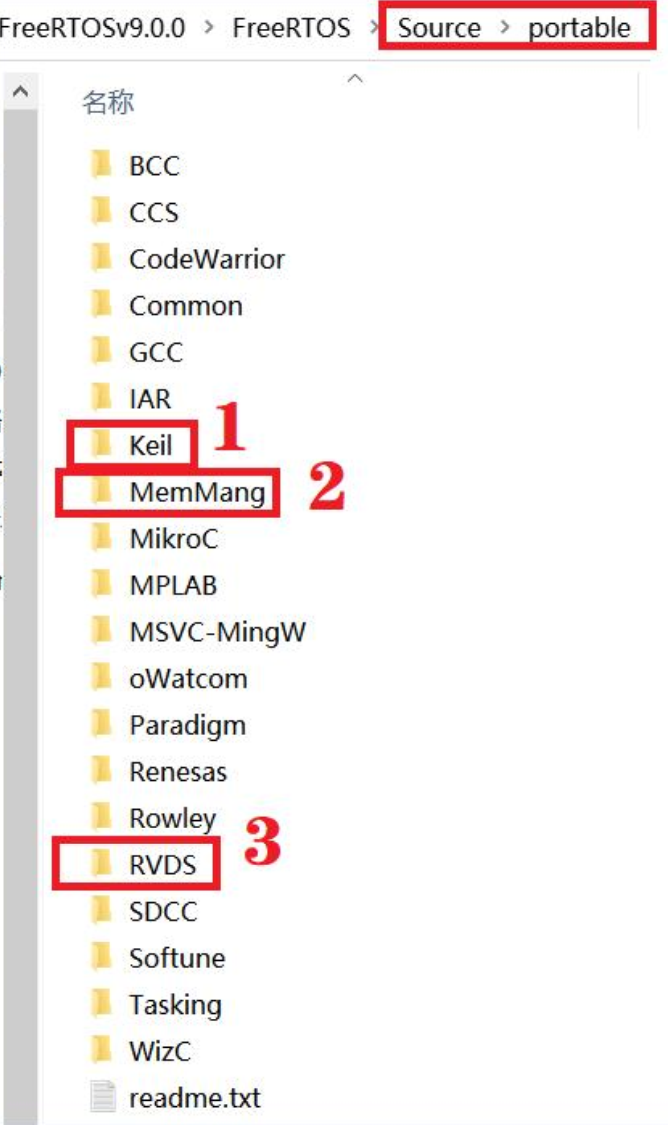 FreeRTOSv9.0.0 > FreeRTOS > Source > portable
名称
BCC
CCS
CodeWarrior
Common
GCC
IAR
Keil 1
MemMang 2
MikroC
MPLAB
MSVC-MingW
oWatcom
Paradigm
Renesas
Rowley
RVDS 3
SDCC
Softune
Tasking
WizC
readme.txt